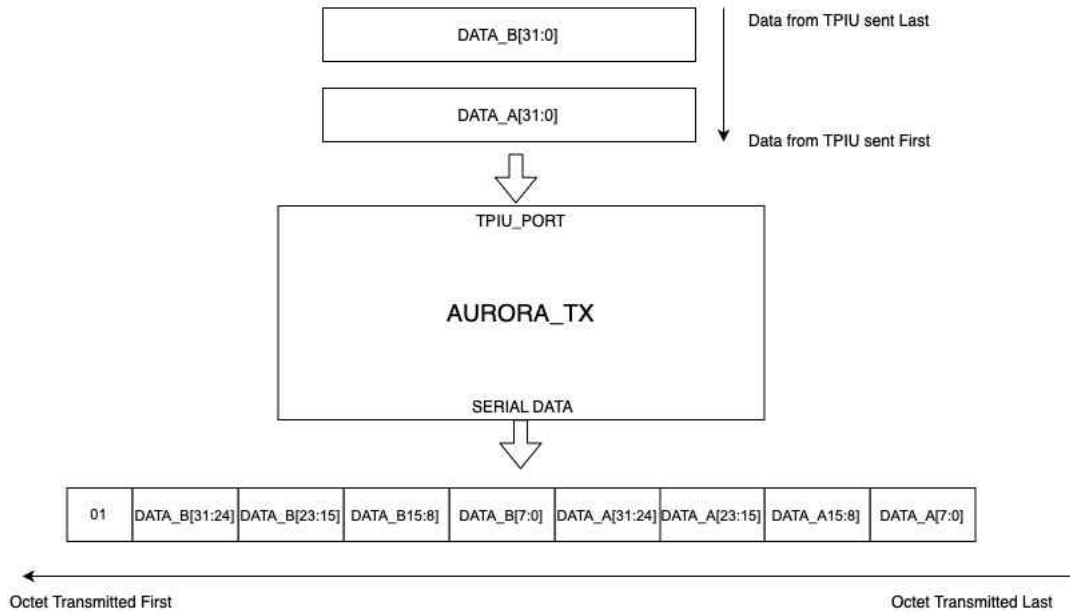 DATA_B[31:0]
Data from TPIU sent Last
DATA_A[31:0]
Data from TPIU sent First
TPIU_PORT
AURORA_TX
SERIAL DATA
01 DATA_B[31:24] DATA_B[23:15] DATA_B15:8] DATA_B[7:0] DATA_A[31:24] DATA_A[23:15] DATA_A15:8] DATA_A[7:0]
Octet Transmitted First Octet Transmitted Last